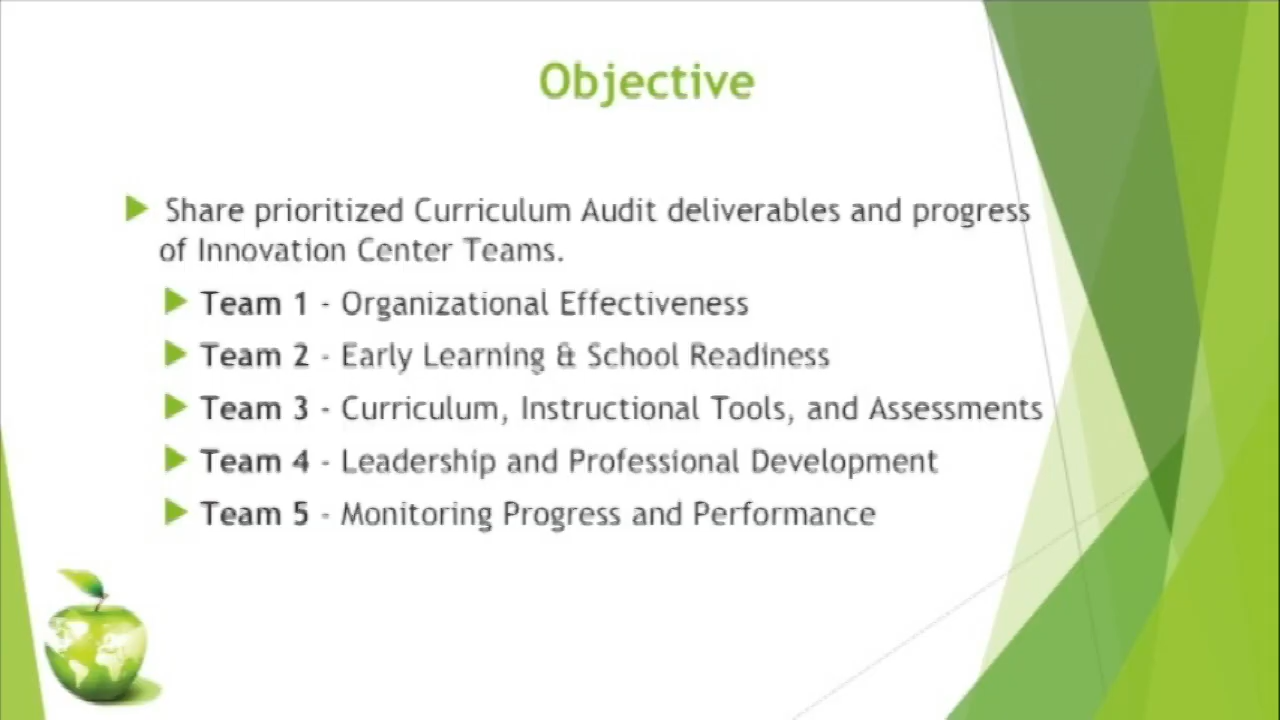 Objective
Share prioritized Curriculum Audit deliverables and progress
of Innovation Center Teams.
Team 1 - Organizational Effectiveness
Team 2 - Early Learning & School Readiness
Team 3 - Curriculum, Instructional Tools, and Assessments
Team 4 - Leadership and Professional Development
Team 5 - Monitoring Progress and Performance